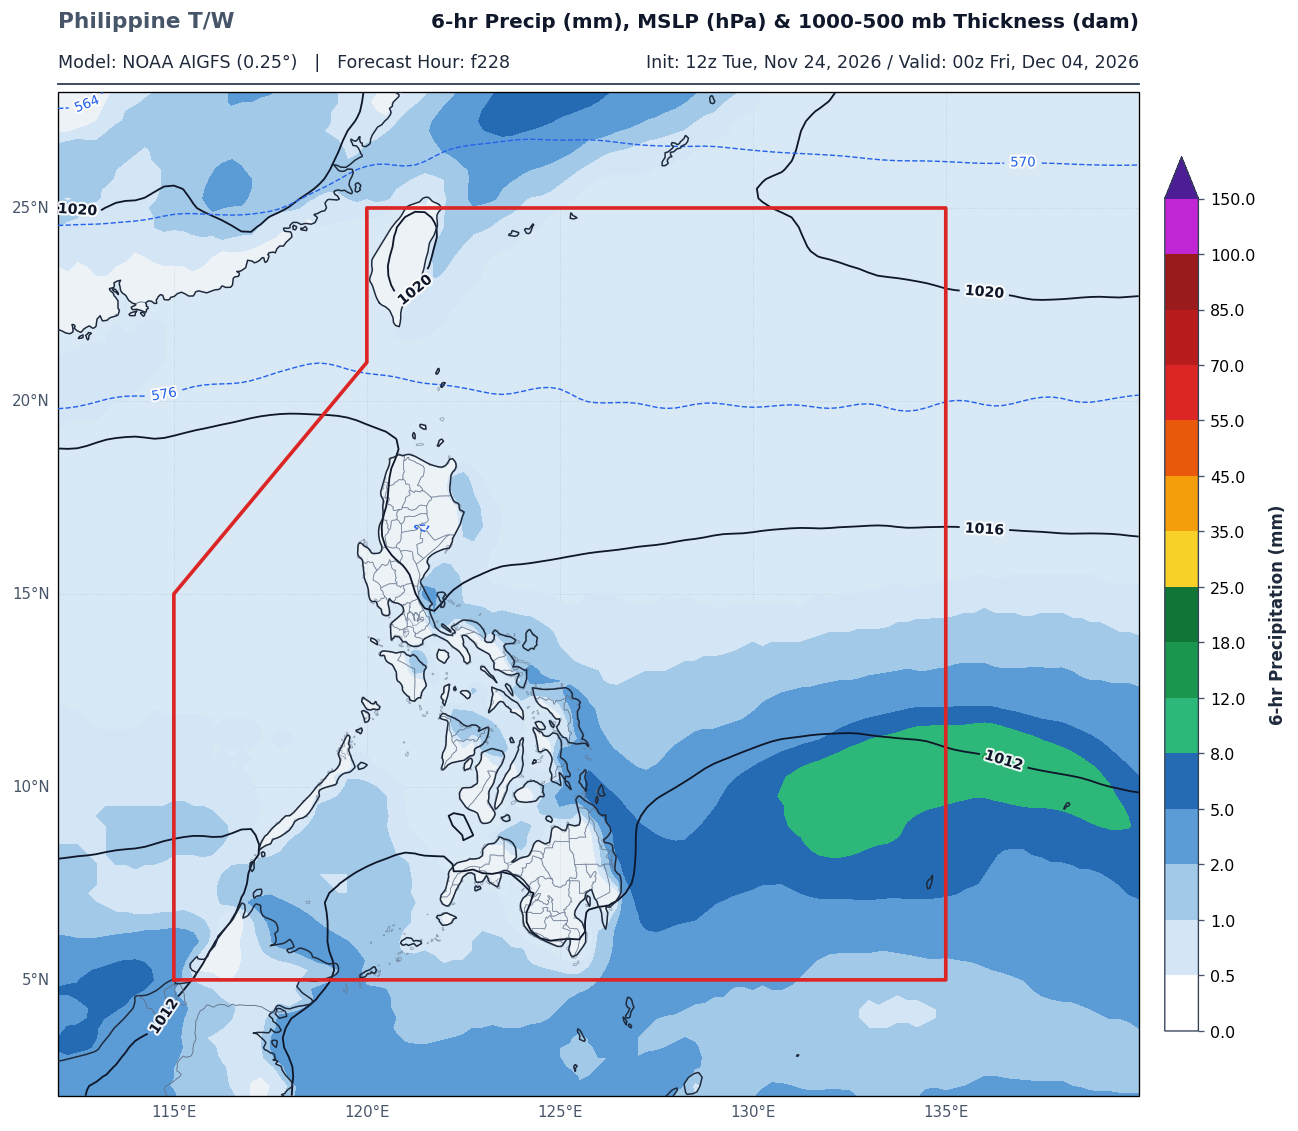 Philippine T/W
6-hr Precip (mm), MSLP (hPa) & 1000-500 mb Thickness (dam)
Model: NOAA AIGFS (0.25°) | Forecast Hour: f228
Init: 12z Tue, Nov 24, 2026 / Valid: 00z Fri, Dec 04, 2026
564
570
1020
25°N
1020
1020
576
20°N
1016
15°N
1012
10°N
5°N
1012
115°E
120°E
125°E
130°E
135°E
150.0
100.0
85.0
70.0
55.0
45.0
35.0
25.0
18.0
12.0
8.0
5.0
2.0
1.0
0.5
0.0
6-hr Precipitation (mm)